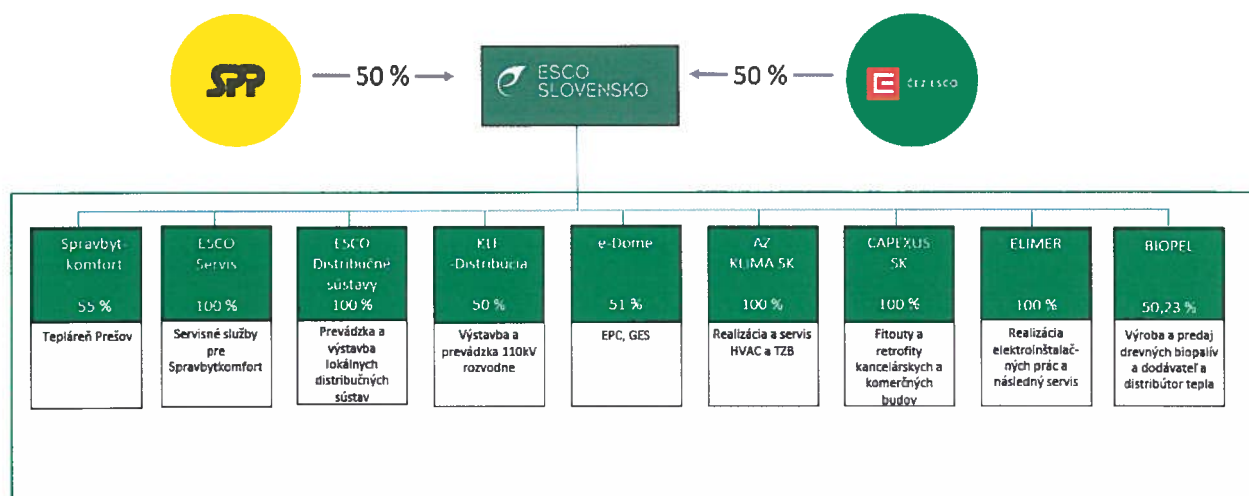 SPP
50 %
ESCO
SLOVENSKO
50 %
ČEZ ESCO
Spravbyt-
komfort
55 %
Tepláreň Prešov
ESCO
Servis
100 %
Servisné služby
pre
Spravbytkomfort
ESCO
Distribučné
sústavy
100 %
Prevádzka a
výstavba
lokálnych
distribučných
sústav
KLF
-Distribúcia
50 %
Výstavba a
prevádzka 110kV
rozvodne
e-Dome
51 %
EPC, GES
AZ
KLIMA SK
100 %
Realizácia a servis
HVAC a TZB
CAPEXUS
SK
100 %
Fitouty a
retrofity
kancelárskych a
komerčných
budov
ELIMER
100 %
Realizácia
elektroinštalač-
ných prác a
následný servis
BIOPEL
50,23 %
Výroba a predaj
drevných biopalív
a dodávateľ a
distribútor tepla